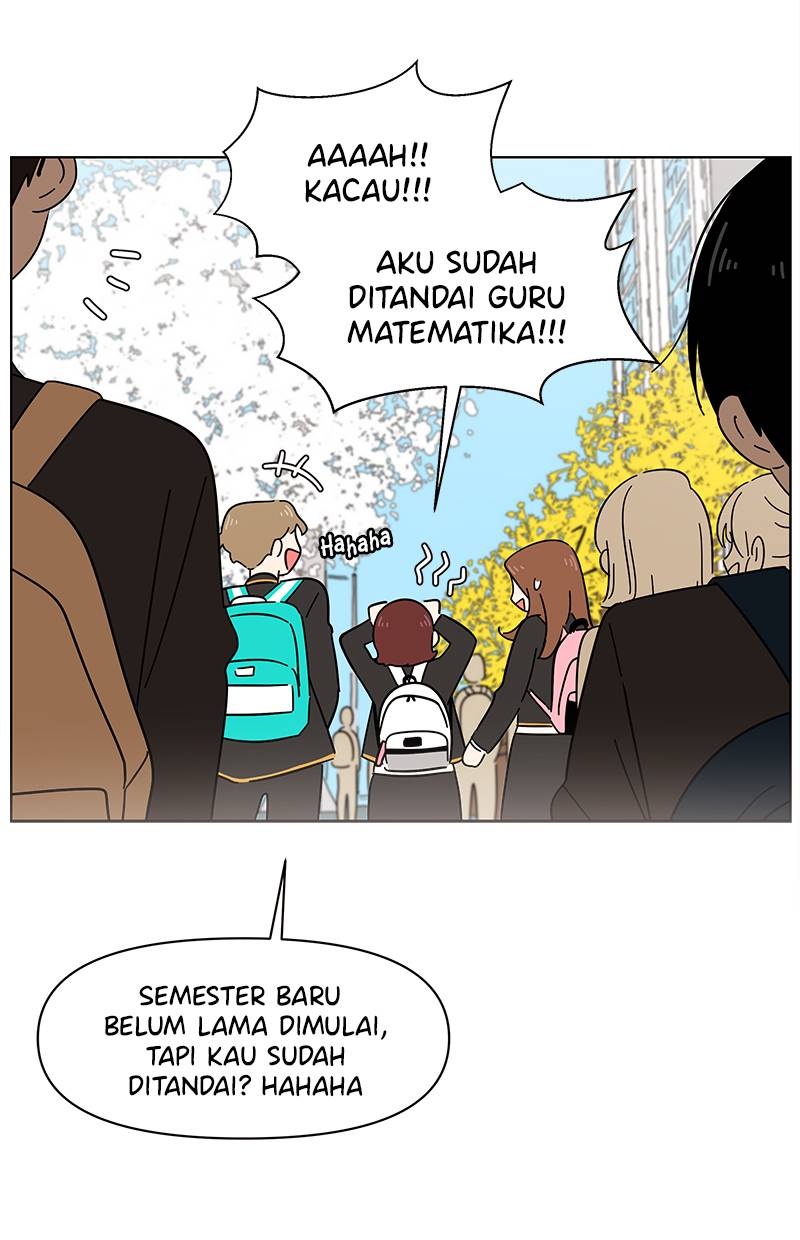 AAAAH!!
KACAU!!!
AKU SUDAH
DITANDAI GURU
MATEMATIKA!!!
Hahaha
SEMESTER BARU
BELUM LAMA DIMULAI,
TAPI KAU SUDAH
DITANDAI? HAHAHA